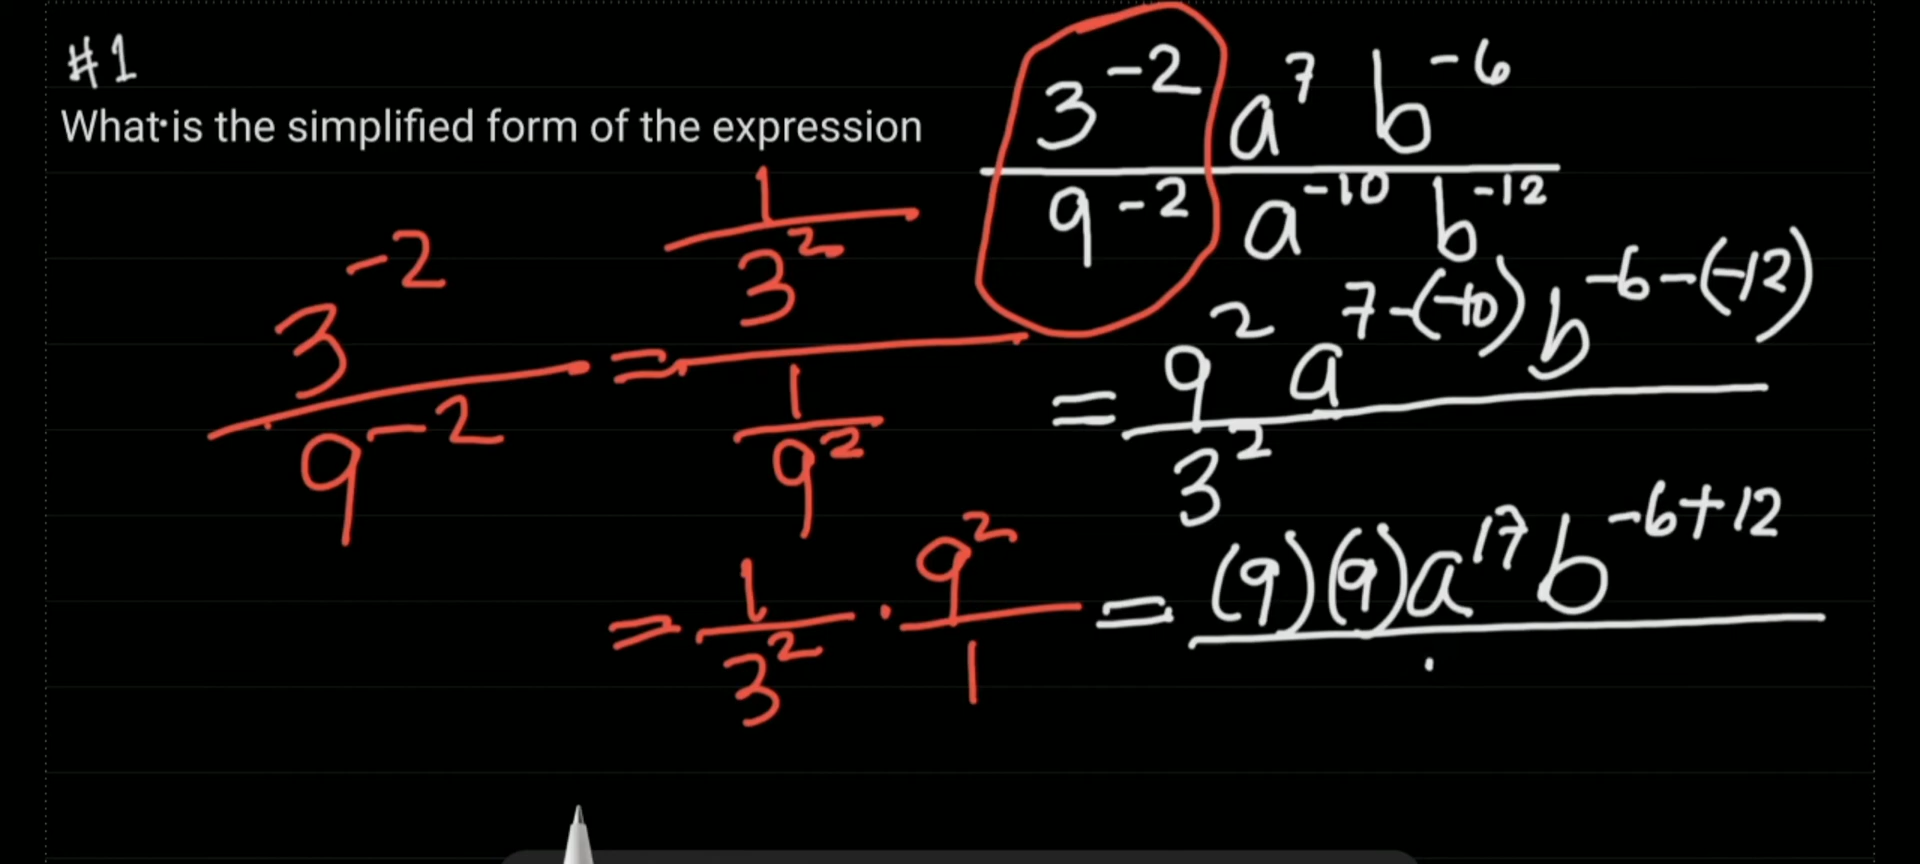 #1
What is the simplified form of the expression
3^-2 a^7 b^-6 / 9^-2 a^-10 b^-12
3^-2 / 9^-2 = (1 / 3^2) / (1 / 9^2)
= 9^2 a^7-(-10) b^-6-(-12) / 3^2
= 1 / 3^2 · 9^2 / 1
= (9)(9)a^17 b^-6+12 /